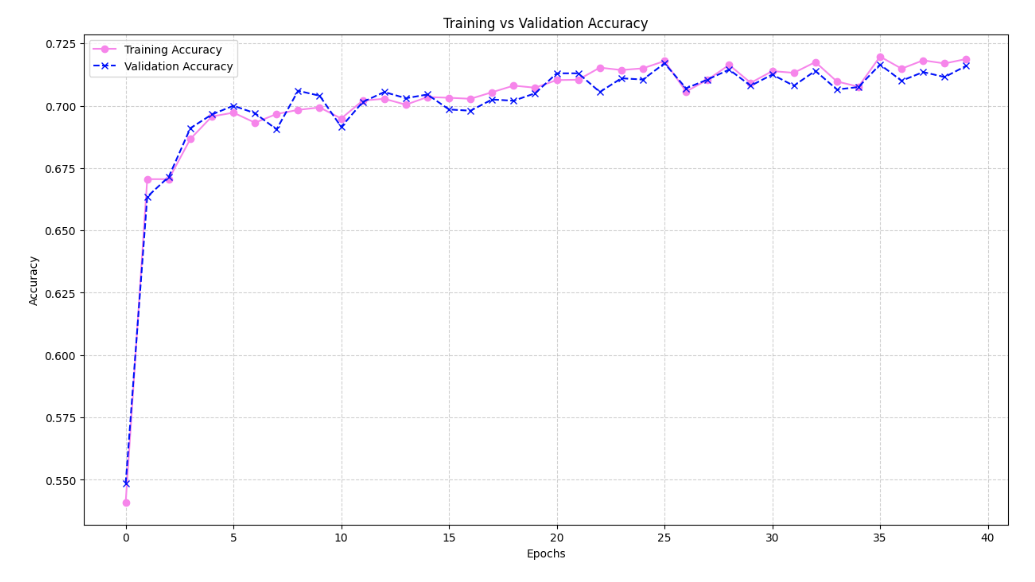 Training vs Validation Accuracy
Training Accuracy
Validation Accuracy
Accuracy
0.725
0.700
0.675
0.650
0.625
0.600
0.575
0.550
0 5 10 15 20 25 30 35 40
Epochs